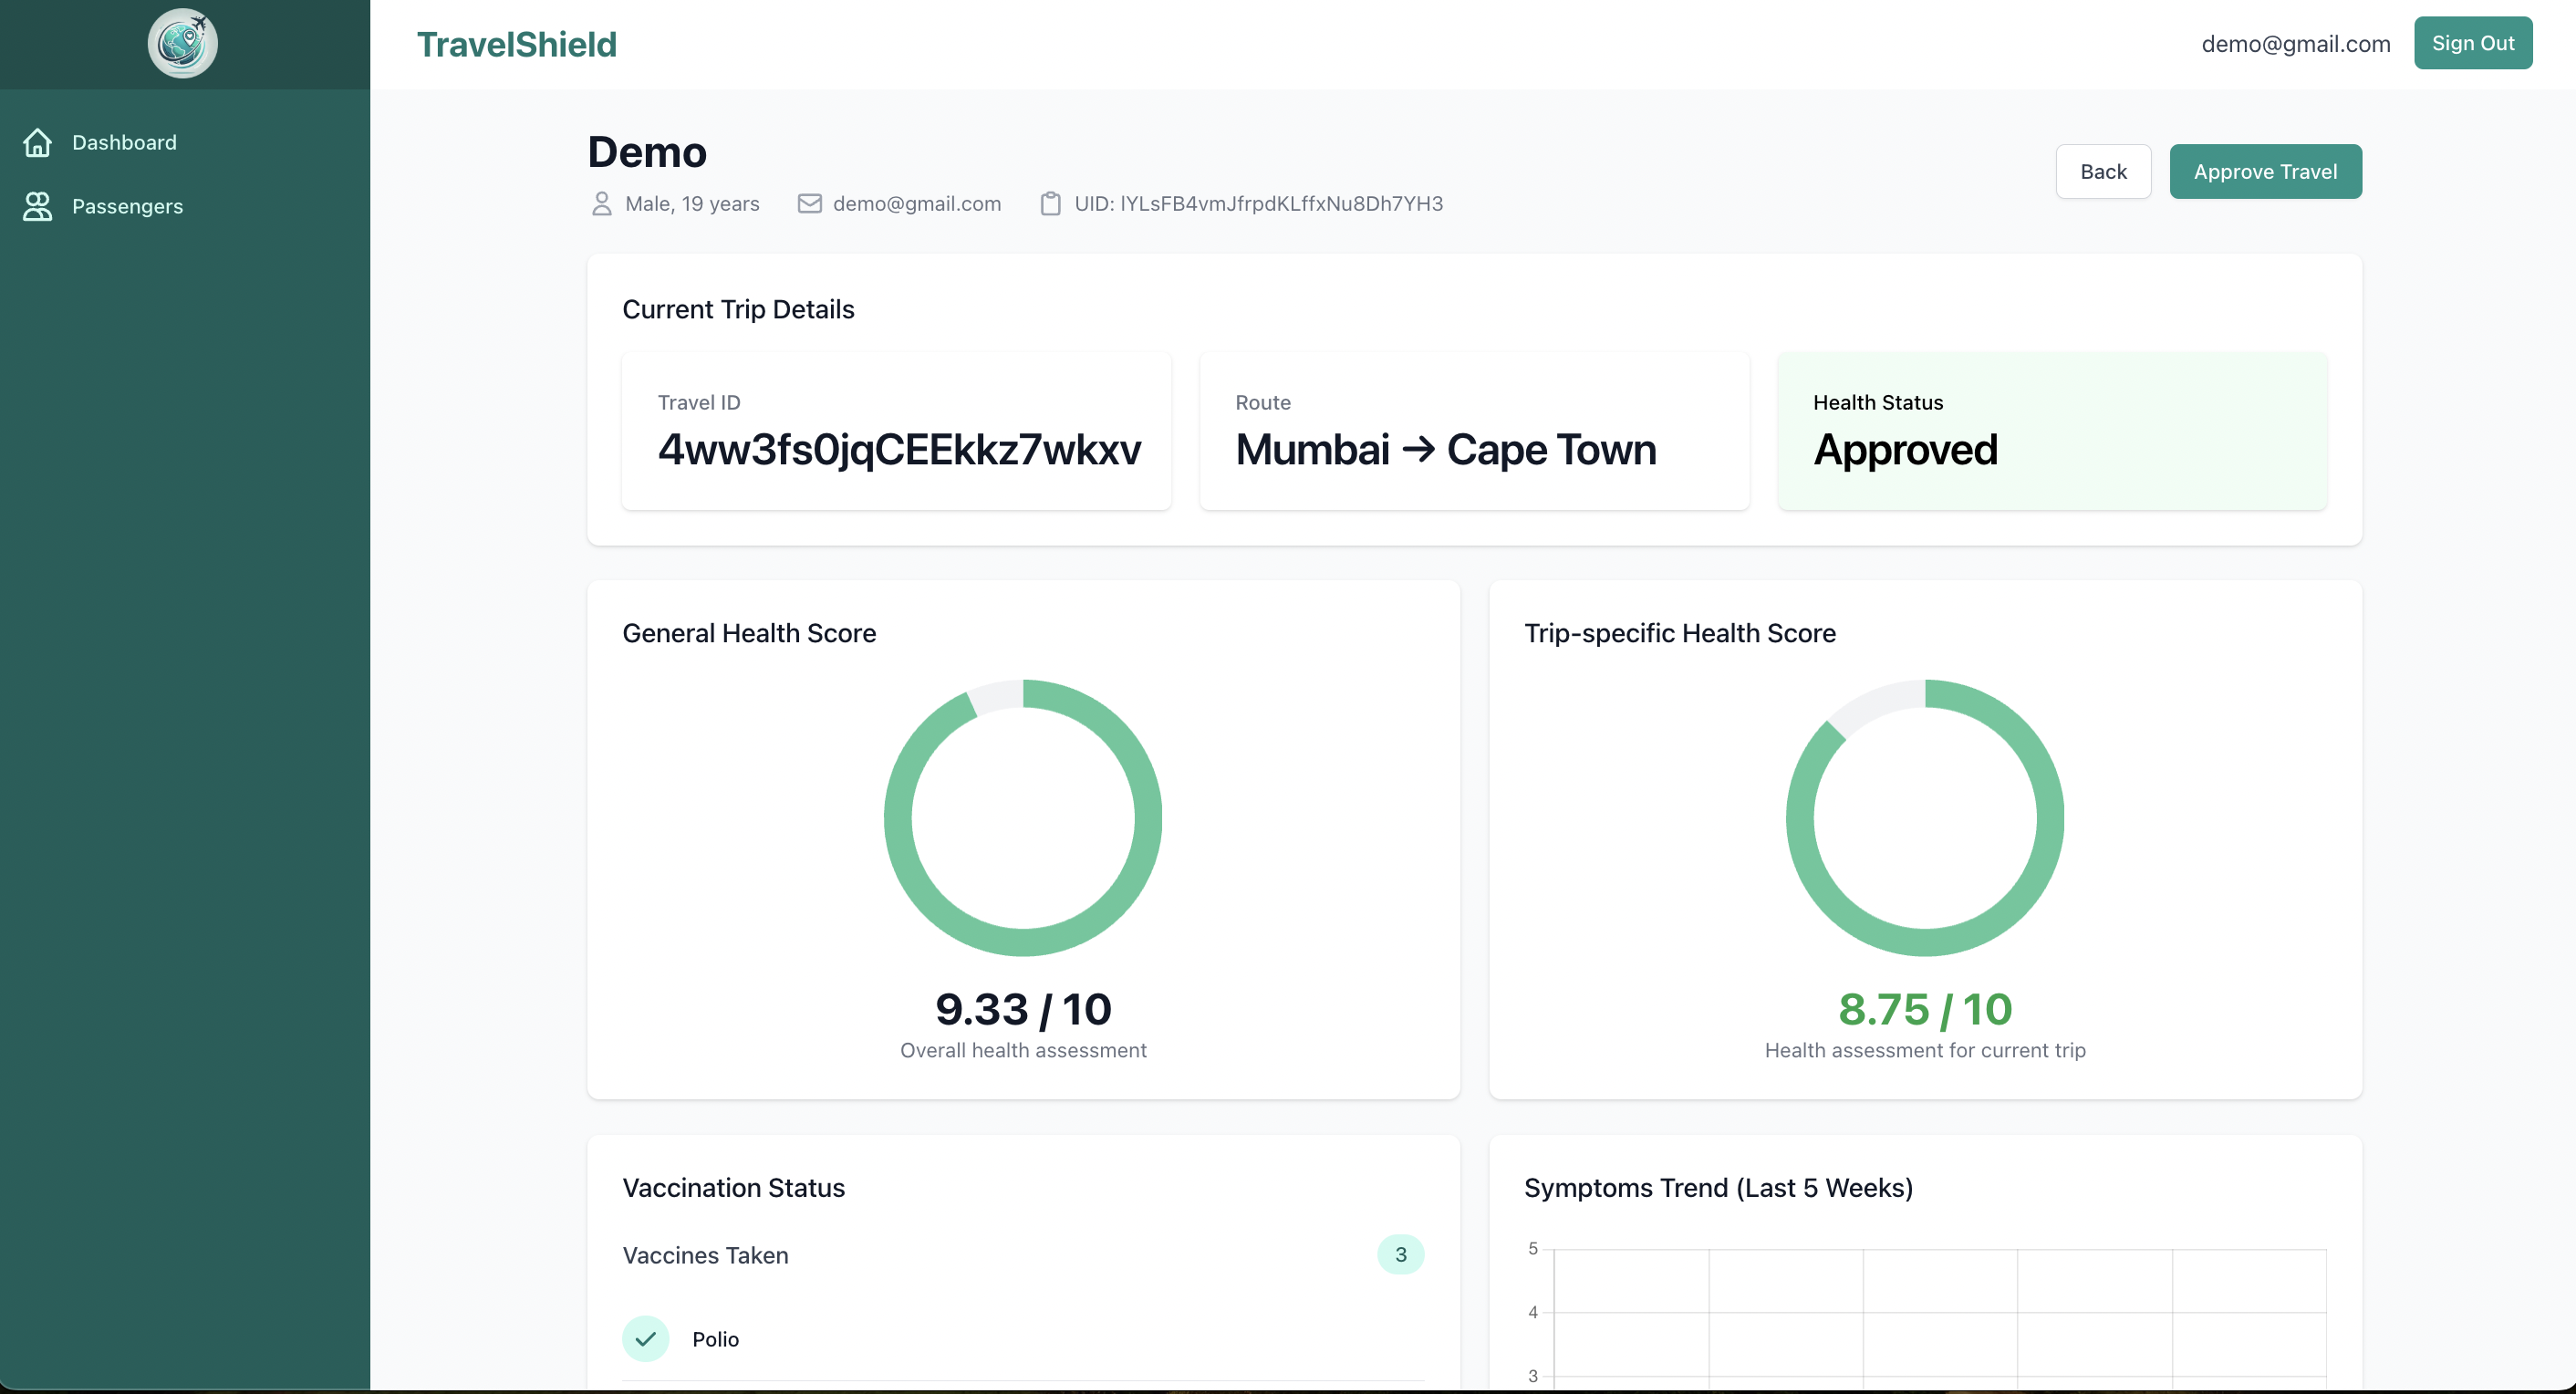 TravelShield
demo@gmail.com
Sign Out
Dashboard
Passengers
Demo
Male, 19 years
demo@gmail.com
UID: lYLsFB4vmJfrpdKLffxNu8Dh7YH3
Back
Approve Travel
Current Trip Details
Travel ID
4ww3fs0jqCEEkkz7wkxv
Route
Mumbai → Cape Town
Health Status
Approved
General Health Score
9.33 / 10
Overall health assessment
Trip-specific Health Score
8.75 / 10
Health assessment for current trip
Vaccination Status
Vaccines Taken
3
Polio
Symptoms Trend (Last 5 Weeks)
5
4
3